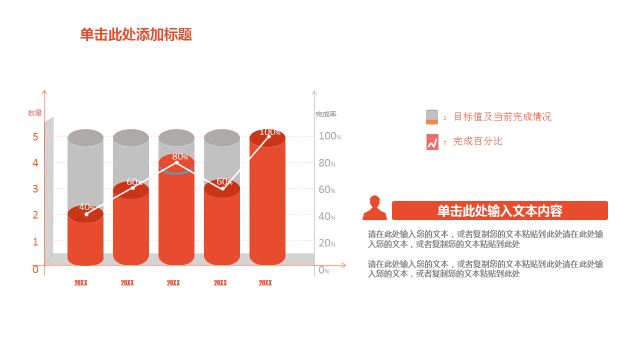 单击此处添加标题
数量
完成率
5
4
3
2
1
0
100%
80%
60%
40%
20%
0%
40%
60%
80%
60%
100%
20XX
20XX
20XX
20XX
20XX
：目标值及当前完成情况
：完成百分比
单击此处输入文本内容
请在此处输入您的文本，或者复制您的文本粘贴到此处请在此处输
入您的文本，或者复制您的文本粘贴到此处
请在此处输入您的文本，或者复制您的文本粘贴到此处请在此处输
入您的文本，或者复制您的文本粘贴到此处